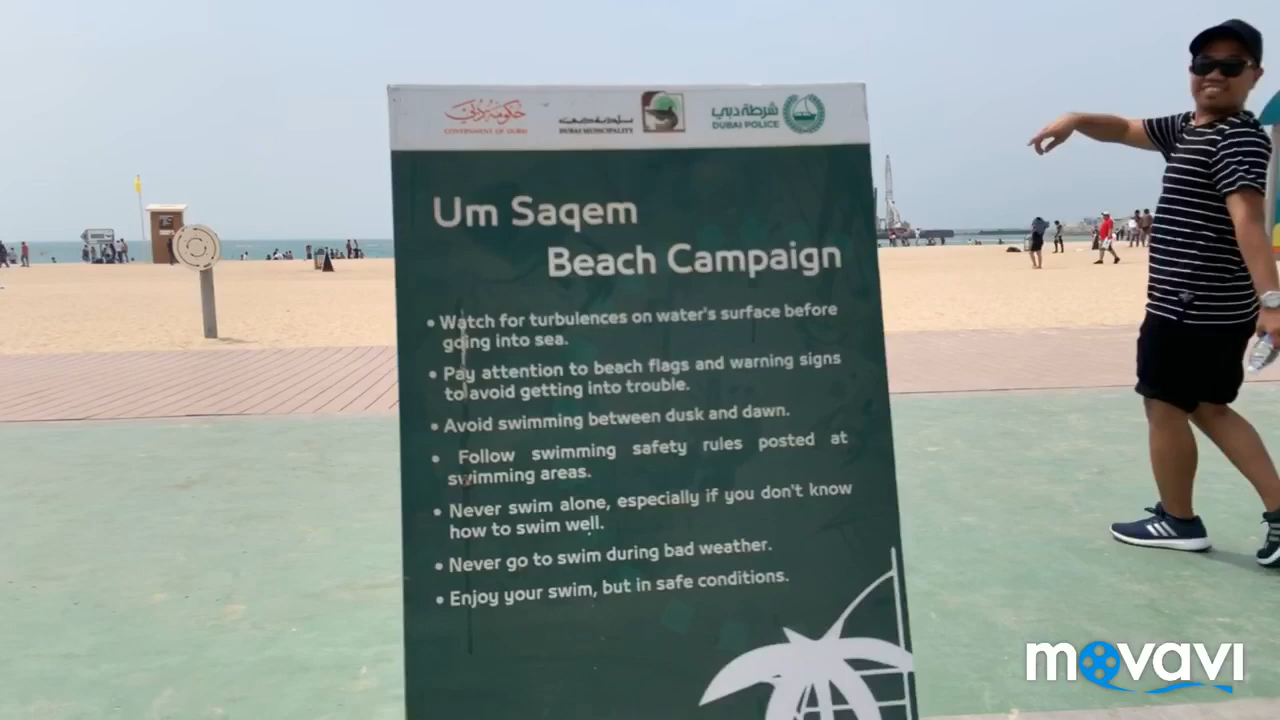 حكومة دبي
GOVERNMENT OF DUBAI
بلدية دبي
DUBAI MUNICIPALITY
شرطة دبي
DUBAI POLICE
Um Saqem
Beach Campaign
• Watch for turbulences on water's surface before
going into sea.
• Pay attention to beach flags and warning signs
to avoid getting into trouble.
• Avoid swimming between dusk and dawn.
• Follow swimming safety rules posted at
swimming areas.
• Never swim alone, especially if you don't know
how to swim well.
• Never go to swim during bad weather.
• Enjoy your swim, but in safe conditions.
movavi